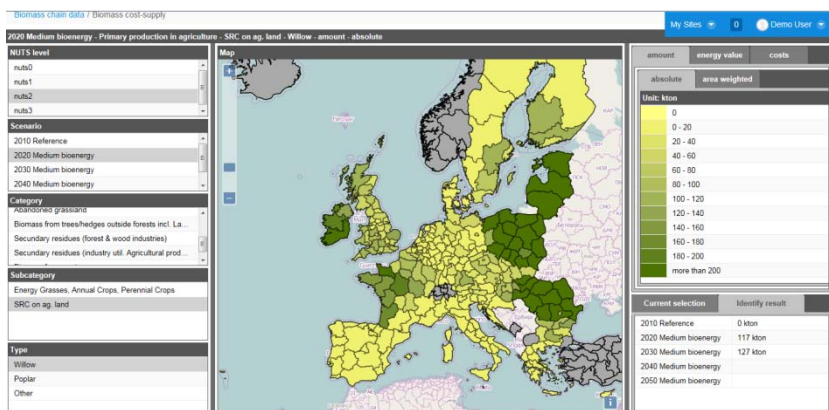 Biomass chain data / Biomass cost-supply
My Sites
0
Demo User
2020 Medium bioenergy - Primary production in agriculture - SRC on ag. land - Willow - amount - absolute
NUTS level
nuts0
nuts1
nuts2
nuts3
Scenario
2010 Reference
2020 Medium bioenergy
2030 Medium bioenergy
2040 Medium bioenergy
Category
Abandoned grassland
Biomass from trees/hedges outside forests incl. La...
Secundary residues (forest & wood industries)
Secundary residues (industry util. Agricultural prod...
Subcategory
Energy Grasses, Annual Crops, Perennial Crops
SRC on ag. land
Type
Willow
Poplar
Other
Map
+
−
i
amount
energy value
costs
absolute
area weighted
Unit: kton
0
0 - 20
20 - 40
40 - 60
60 - 80
80 - 100
100 - 120
120 - 140
140 - 160
160 - 180
180 - 200
more than 200
Current selection
Identify result
2010 Reference 0 kton
2020 Medium bioenergy 117 kton
2030 Medium bioenergy 127 kton
2040 Medium bioenergy
2050 Medium bioenergy